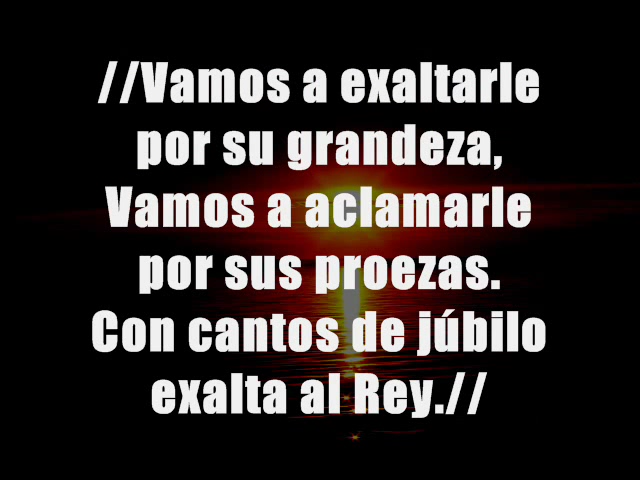 //Vamos a exaltarle
por su grandeza,
Vamos a aclamarle
por sus proezas.
Con cantos de júbilo
exalta al Rey.//